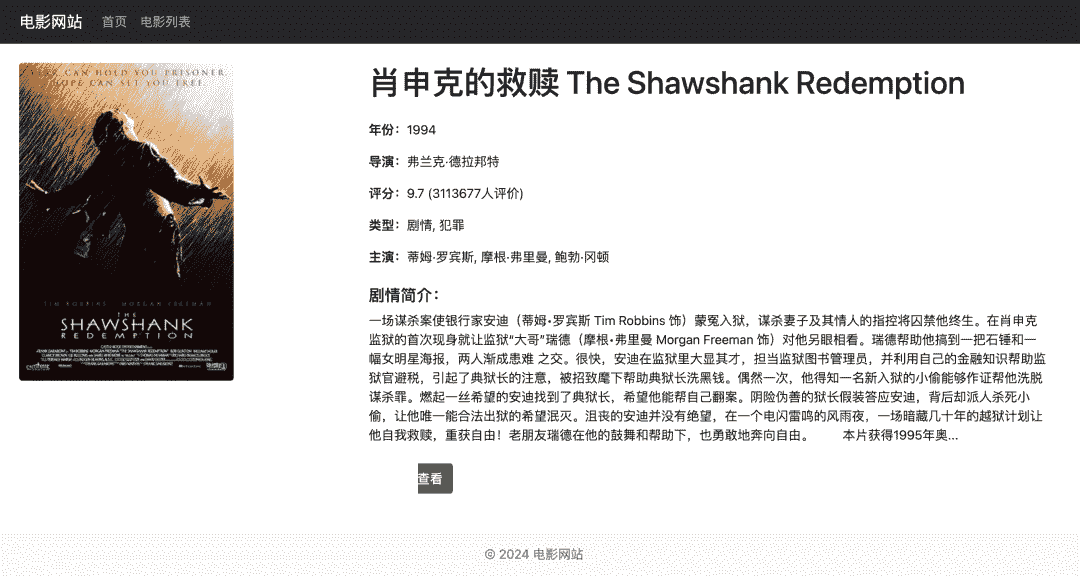 电影网站 首页 电影列表
FEAR CAN HOLD YOU PRISONER.
HOPE CAN SET YOU FREE.
TIM ROBBINS MORGAN FREEMAN
THE
SHAWSHANK
REDEMPTION
肖申克的救赎 The Shawshank Redemption
年份：1994
导演：弗兰克·德拉邦特
评分：9.7 (3113677人评价)
类型：剧情, 犯罪
主演：蒂姆·罗宾斯, 摩根·弗里曼, 鲍勃·冈顿
剧情简介：
一场谋杀案使银行家安迪（蒂姆•罗宾斯 Tim Robbins 饰）蒙冤入狱，谋杀妻子及其情人的指控将囚禁他终生。在肖申克
监狱的首次现身就让监狱“大哥”瑞德（摩根•弗里曼 Morgan Freeman 饰）对他另眼相看。瑞德帮助他搞到一把石锤和一
幅女明星海报，两人渐成患难 之交。很快，安迪在监狱里大显其才，担当监狱图书管理员，并利用自己的金融知识帮助监
狱官避税，引起了典狱长的注意，被招致麾下帮助典狱长洗黑钱。偶然一次，他得知一名新入狱的小偷能够作证帮他洗脱
谋杀罪。燃起一丝希望的安迪找到了典狱长，希望他能帮自己翻案。阴险伪善的狱长假装答应安迪，背后却派人杀死小
偷，让他唯一能合法出狱的希望泯灭。沮丧的安迪并没有绝望，在一个电闪雷鸣的风雨夜，一场暗藏几十年的越狱计划让
他自我救赎，重获自由！老朋友瑞德在他的鼓舞和帮助下，也勇敢地奔向自由。 本片获得1995年奥...
查看
© 2024 电影网站